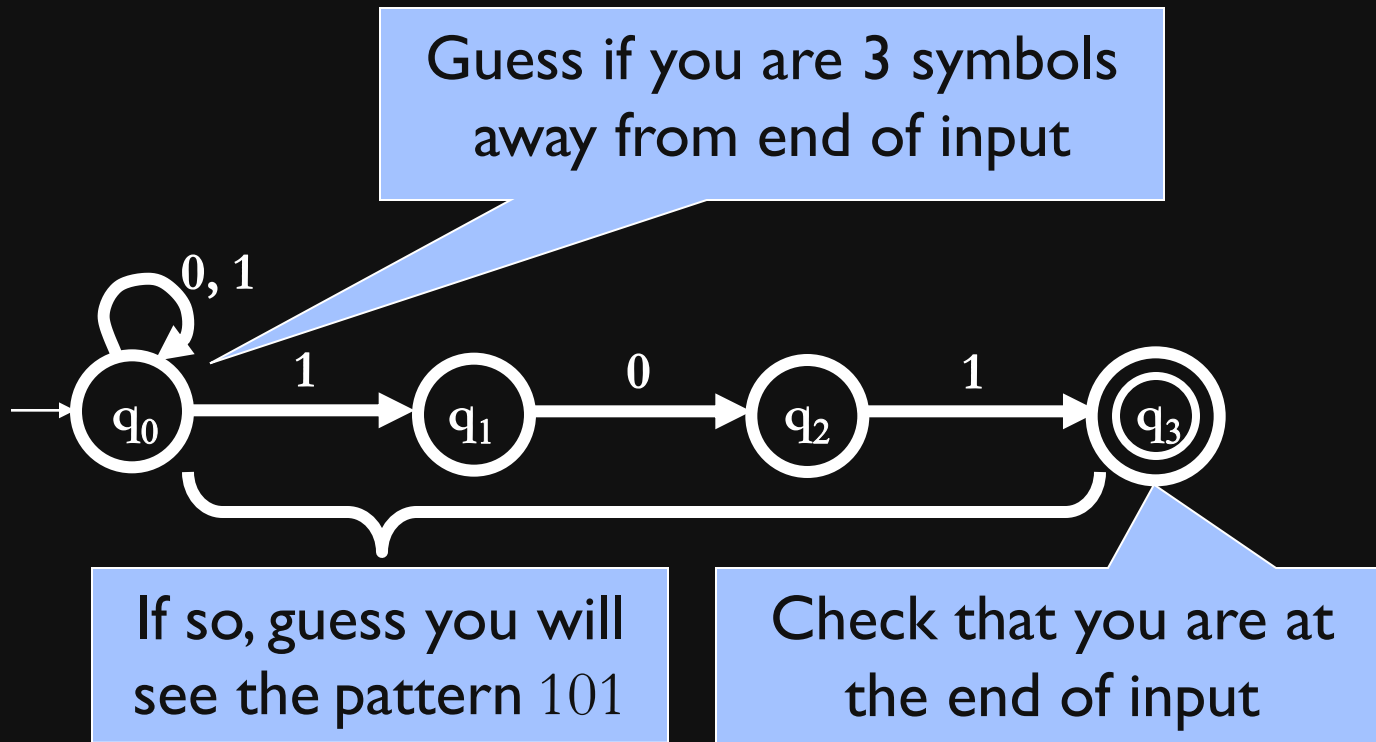 Guess if you are 3 symbols
away from end of input
0, 1
1
0
1
q₀
q₁
q₂
q₃
If so, guess you will
see the pattern 101
Check that you are at
the end of input